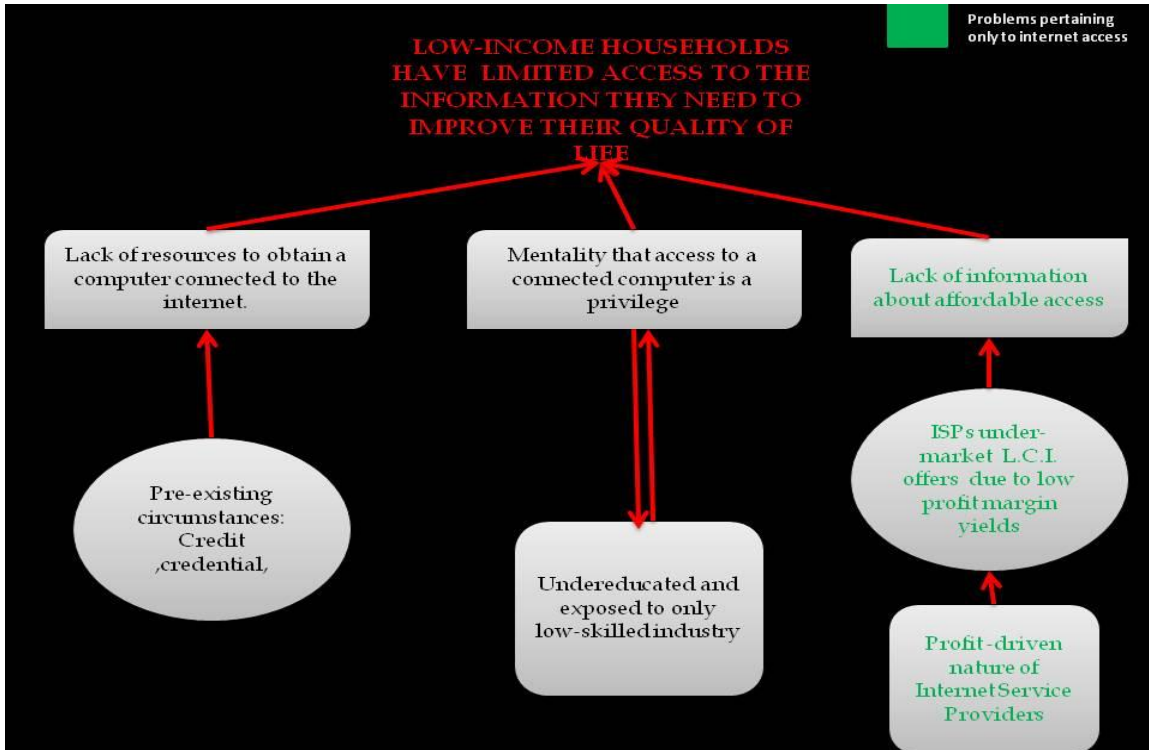 Problems pertaining
only to internet access
LOW-INCOME HOUSEHOLDS
HAVE LIMITED ACCESS TO THE
INFORMATION THEY NEED TO
IMPROVE THEIR QUALITY OF
LIFE
Lack of resources to obtain a
computer connected to the
internet.
Mentality that access to a
connected computer is a
privilege
Lack of information
about affordable access
Pre-existing
circumstances:
Credit
,credential,
Undereducated and
exposed to only
low-skilled industry
ISPs under-
market L.C.I.
offers due to low
profit margin
yields
Profit-driven
nature of
Internet Service
Providers